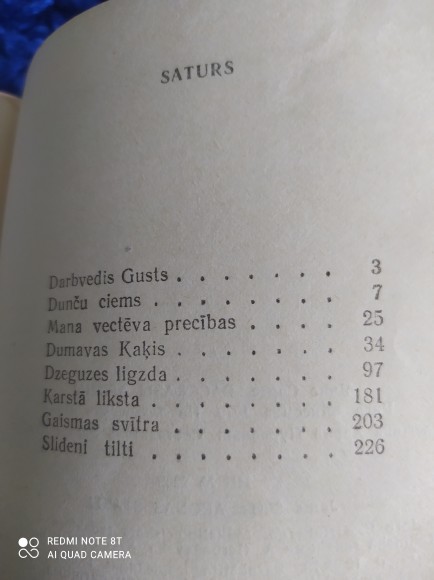 SATURS
Darbvedis Gusts . . . . . . . 3
Dunču ciems . . . . . . . . 7
Mana vectēva precības . . . . 25
Dumavas Kaķis . . . . . . . 34
Dzeguzes ligzda . . . . . . . 97
Karstā līksta . . . . . . . . 181
Gaismas svītra . . . . . . . 203
Slideni tilti . . . . . . . . 226
REDMI NOTE 8T
AI QUAD CAMERA